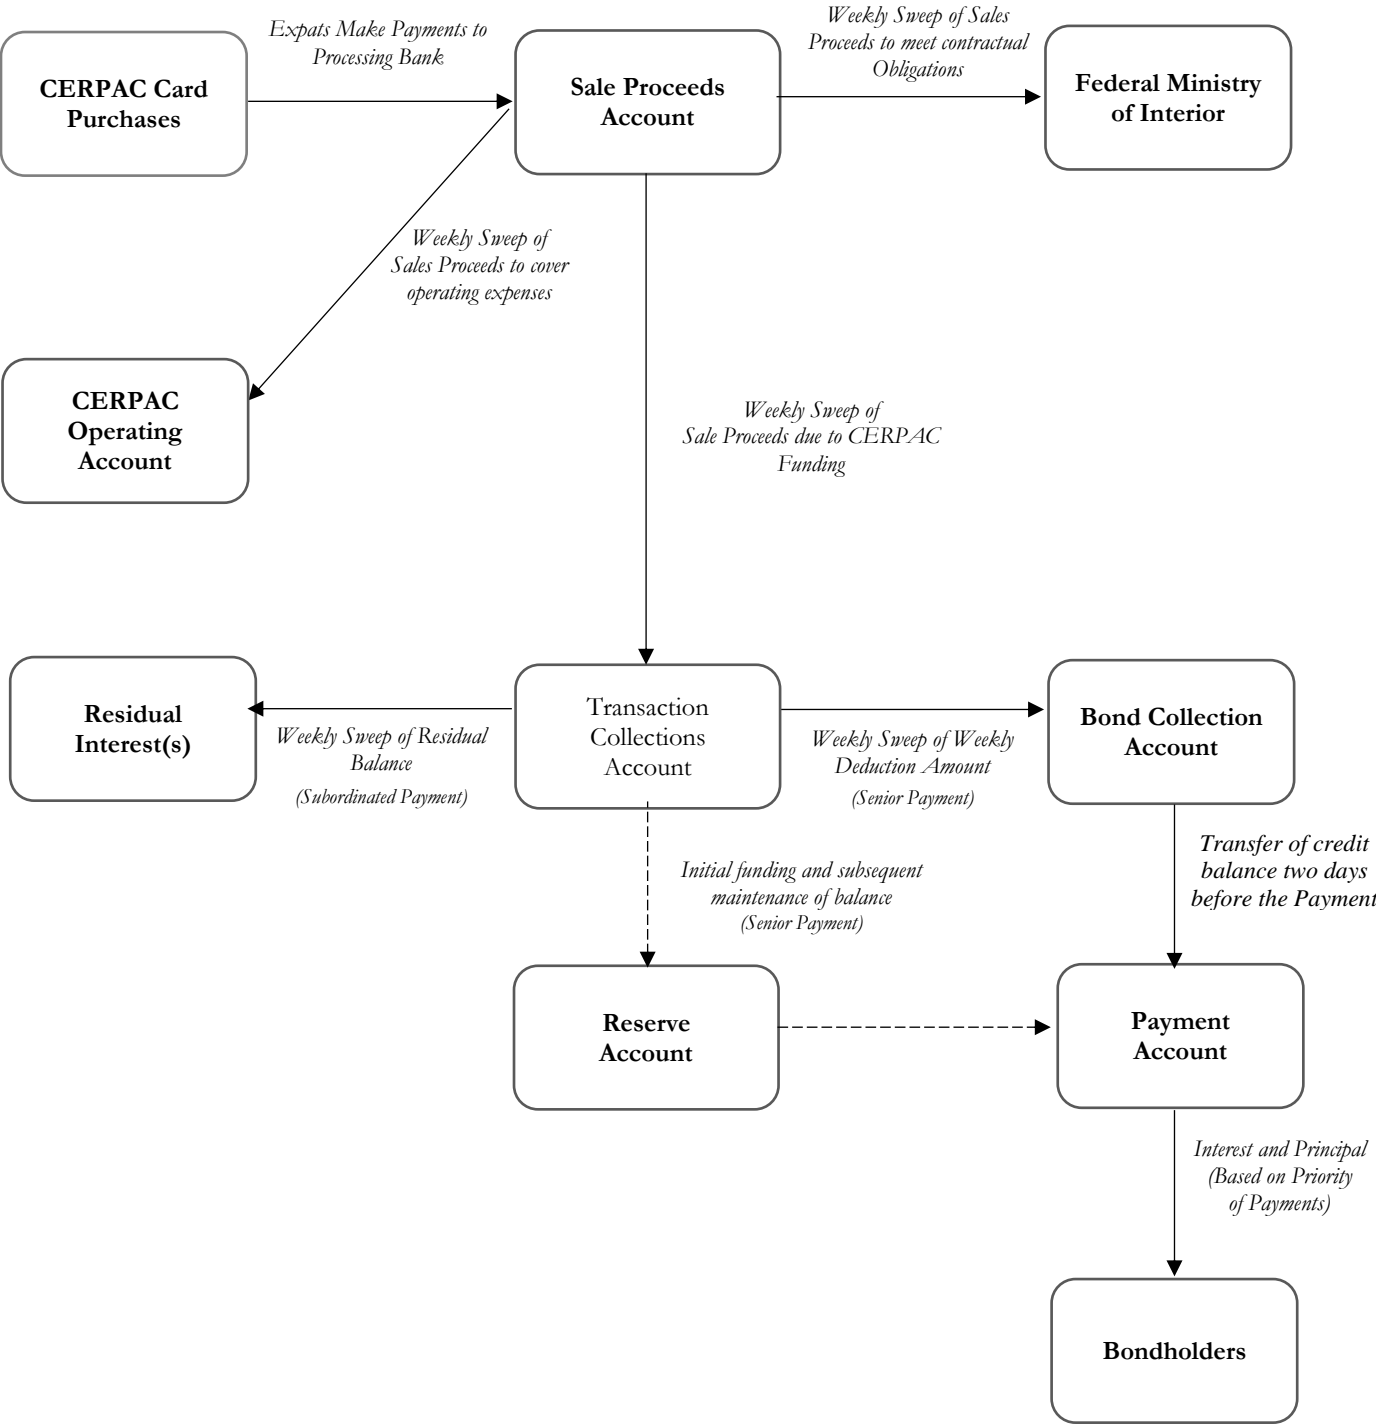 Expats Make Payments to
Processing Bank
Weekly Sweep of Sales
Proceeds to meet contractual
Obligations
CERPAC Card
Purchases
Sale Proceeds
Account
Federal Ministry
of Interior
Weekly Sweep of
Sales Proceeds to cover
operating expenses
CERPAC
Operating
Account
Weekly Sweep of
Sale Proceeds due to CERPAC
Funding
Residual
Interest(s)
Weekly Sweep of Residual
Balance
(Subordinated Payment)
Transaction
Collections
Account
Weekly Sweep of Weekly
Deduction Amount
(Senior Payment)
Bond Collection
Account
Initial funding and subsequent
maintenance of balance
(Senior Payment)
Transfer of credit
balance two days
before the Payment
Reserve
Account
Payment
Account
Interest and Principal
(Based on Priority
of Payments)
Bondholders